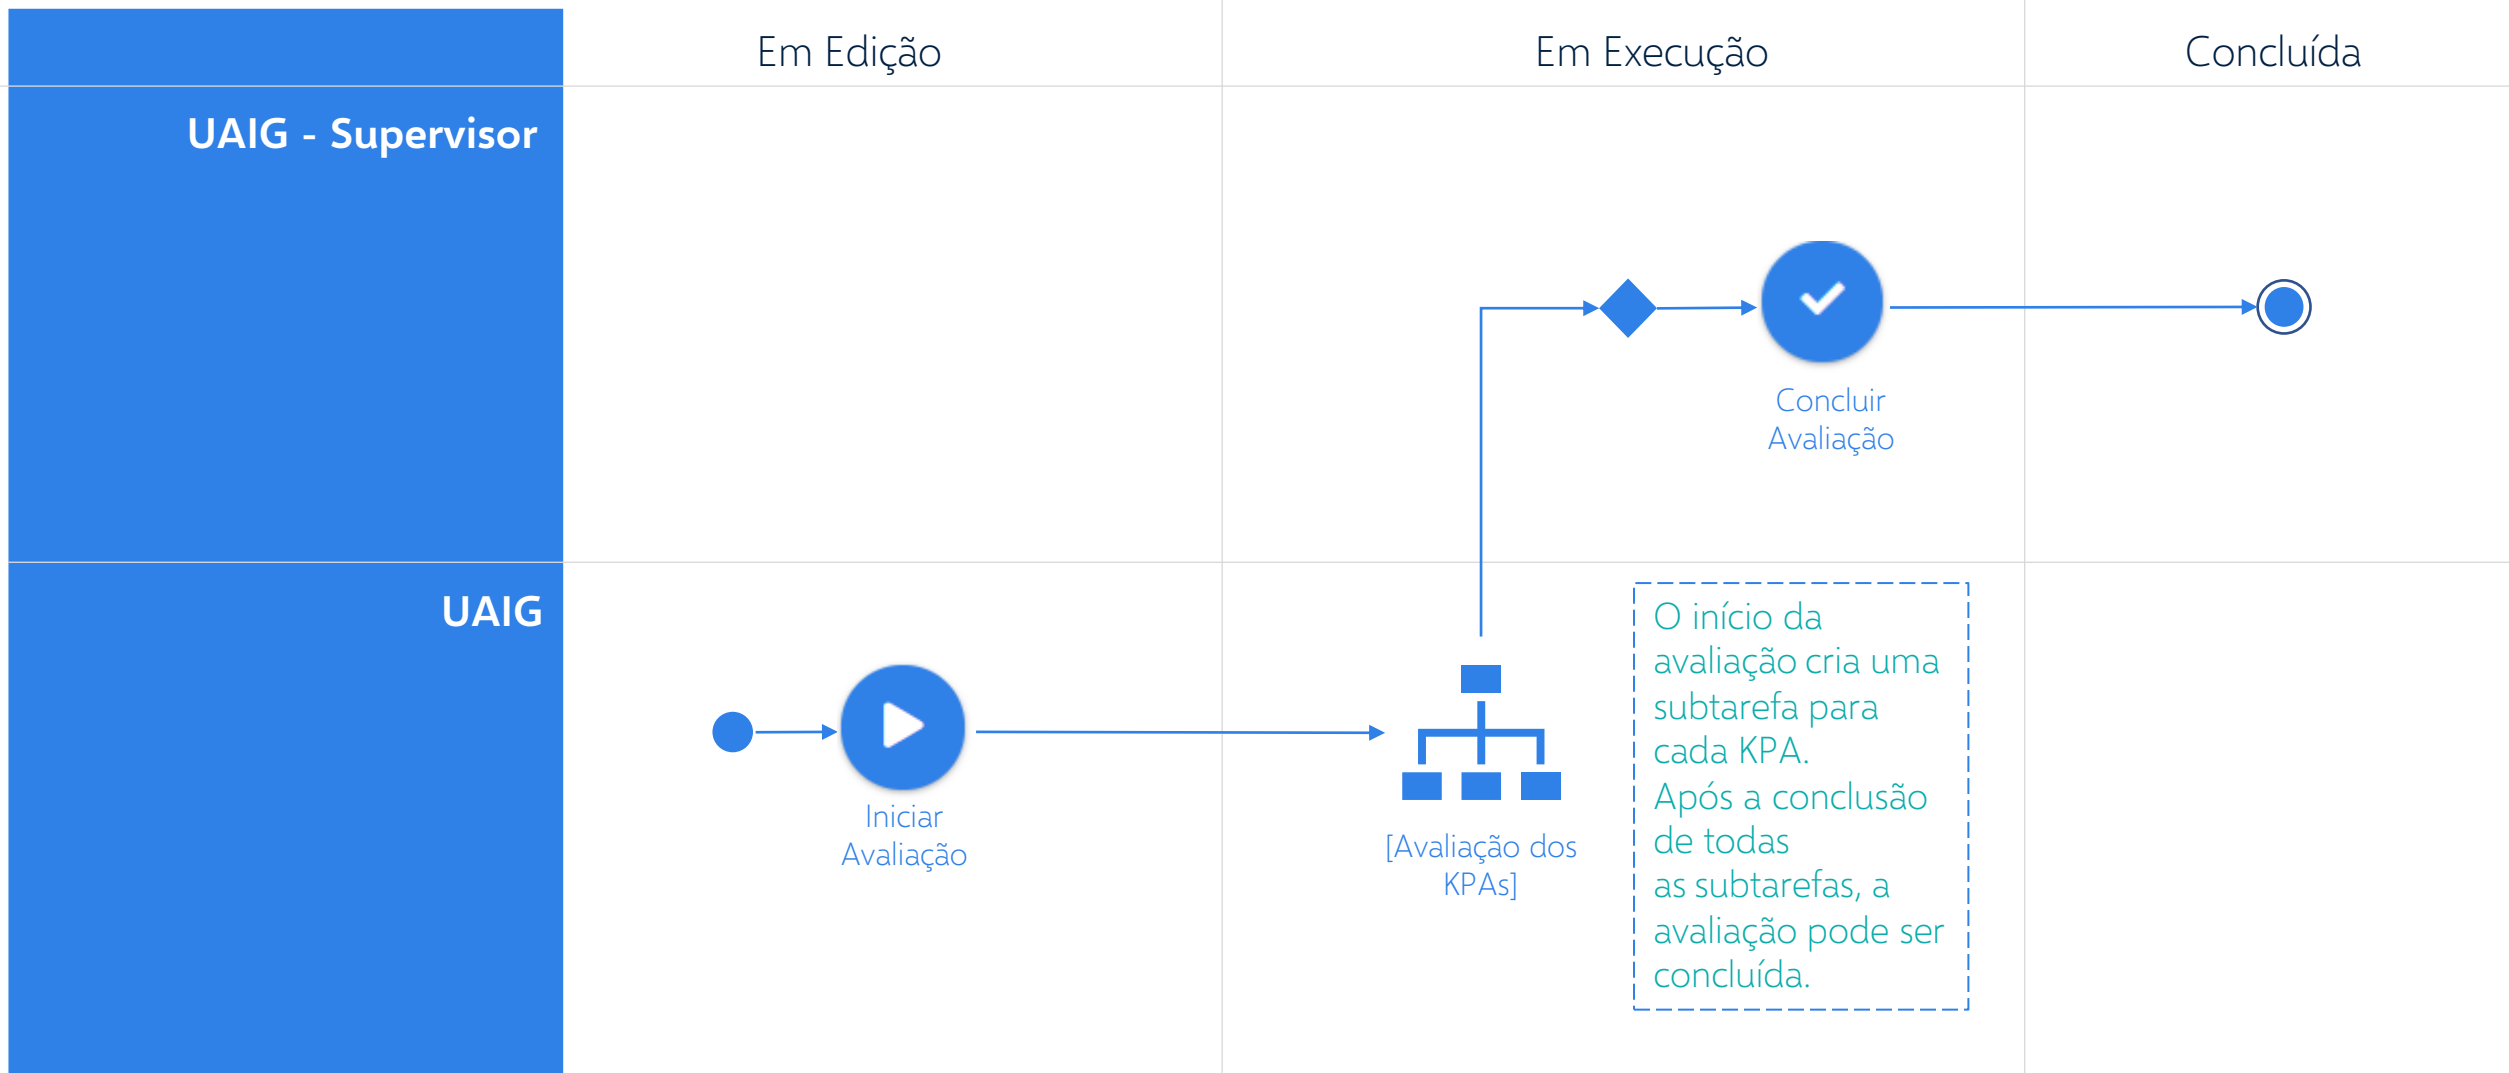 Em Edição
Em Execução
Concluída
UAIG - Supervisor
Concluir
Avaliação
UAIG
Iniciar
Avaliação
[Avaliação dos
KPAs]
O início da
avaliação cria uma
subtarefa para
cada KPA.
Após a conclusão
de todas
as subtarefas, a
avaliação pode ser
concluída.